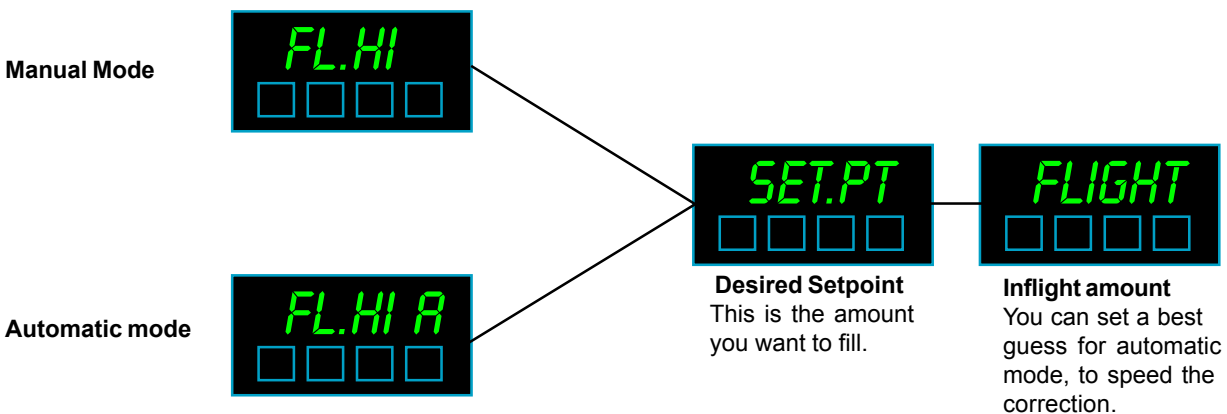 Manual Mode
FL.HI
SET.PT
FLIGHT
Desired Setpoint
This is the amount
you want to fill.
Inflight amount
You can set a best
guess for automatic
mode, to speed the
correction.
Automatic mode
FL.HI A